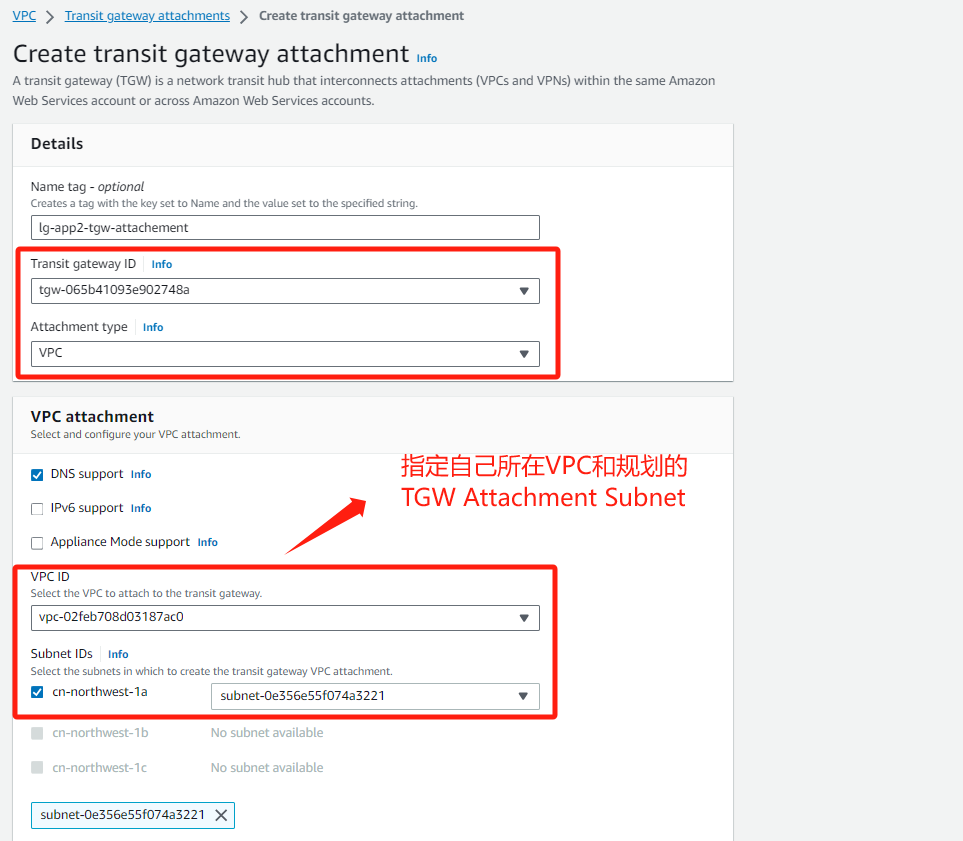 VPC > Transit gateway attachments > Create transit gateway attachment
Create transit gateway attachment Info
A transit gateway (TGW) is a network transit hub that interconnects attachments (VPCs and VPNs) within the same Amazon
Web Services account or across Amazon Web Services accounts.
Details
Name tag - optional
Creates a tag with the key set to Name and the value set to the specified string.
lg-app2-tgw-attachement
Transit gateway ID Info
tgw-065b41093e902748a
Attachment type Info
VPC
VPC attachment
Select and configure your VPC attachment.
指定自己所在VPC和规划的
TGW Attachment Subnet
DNS support Info
IPv6 support Info
Appliance Mode support Info
VPC ID
Select the VPC to attach to the transit gateway.
vpc-02feb708d03187ac0
Subnet IDs Info
Select the subnets in which to create the transit gateway VPC attachment.
cn-northwest-1a subnet-0e356e55f074a3221
cn-northwest-1b No subnet available
cn-northwest-1c No subnet available
subnet-0e356e55f074a3221